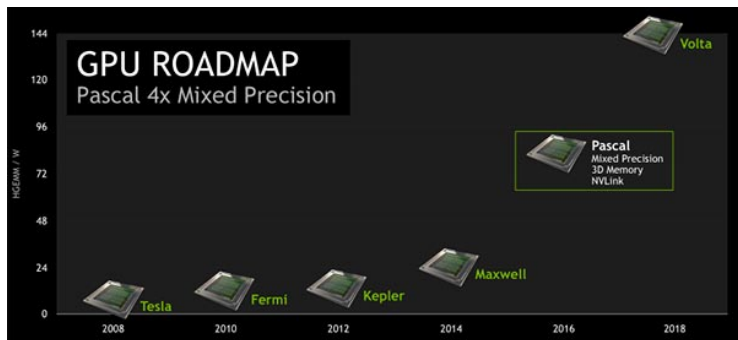 GPU ROADMAP
Pascal 4x Mixed Precision
HGEMM / W
144
120
96
72
48
24
0
Volta
Pascal
Mixed Precision
3D Memory
NVLink
Maxwell
Kepler
Fermi
Tesla
2008
2010
2012
2014
2016
2018